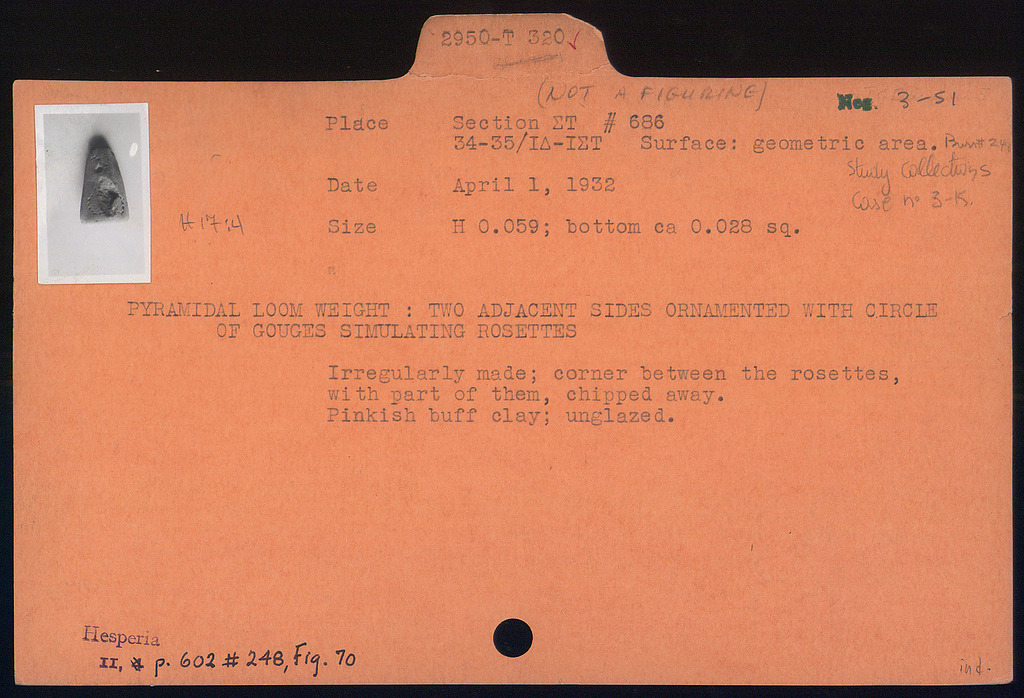 2950-T 320 ✓
(NOT A FIGURINE)
Neg. 3-51
Place Section ΣΤ # 686
34-35/ΙΔ-ΙΣΤ Surface: geometric area.
Study Collections
Case nº 3-K.
Date April 1, 1932
H 17:4
Size H 0.059; bottom ca 0.028 sq.
PYRAMIDAL LOOM WEIGHT : TWO ADJACENT SIDES ORNAMENTED WITH CIRCLE
OF GOUGES SIMULATING ROSETTES
Irregularly made; corner between the rosettes,
with part of them, chipped away.
Pinkish buff clay; unglazed.
Hesperia
II, 4 p. 602 # 248, Fig. 70
ind.